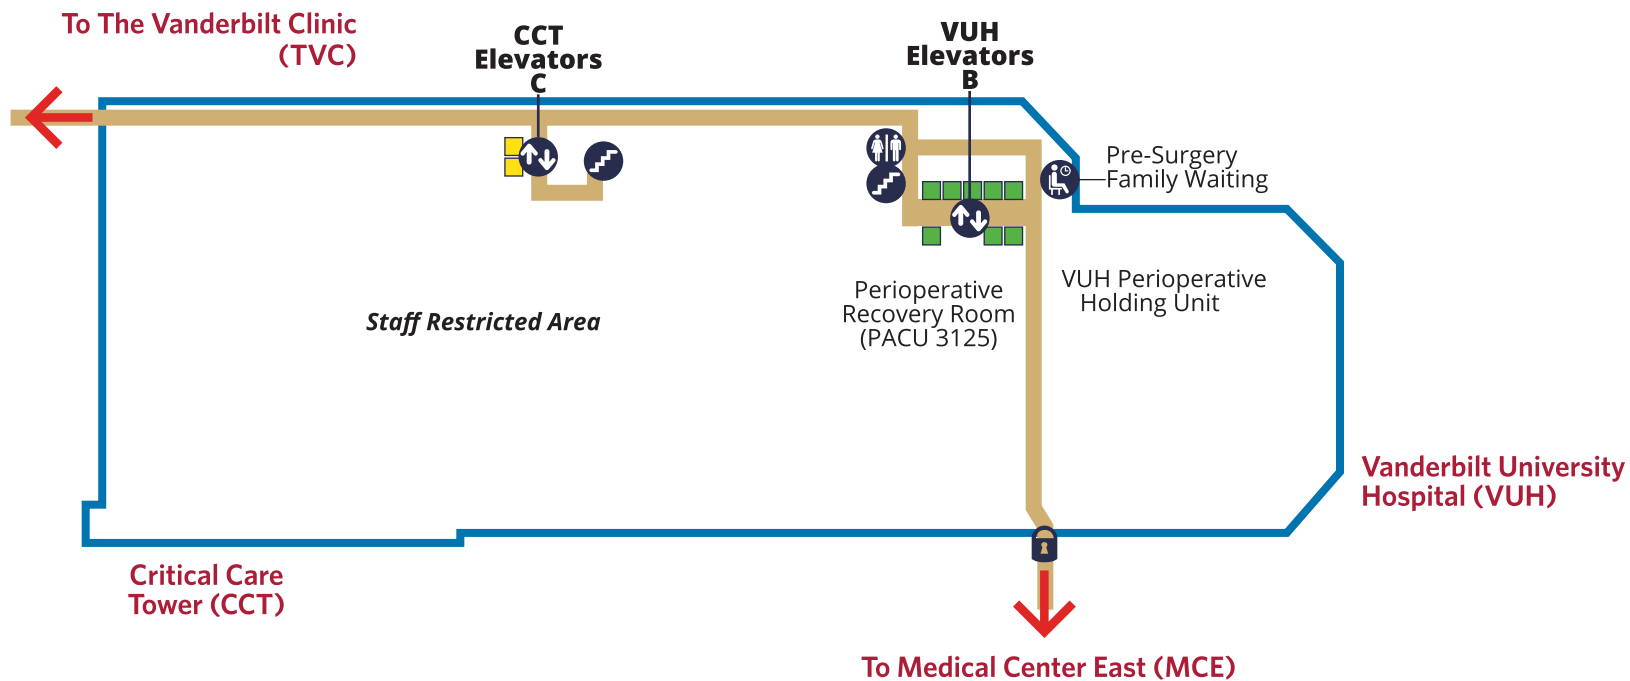 To The Vanderbilt Clinic
(TVC)
CCT
Elevators
C
VUH
Elevators
B
Pre-Surgery
Family Waiting
Staff Restricted Area
Perioperative
Recovery Room
(PACU 3125)
VUH Perioperative
Holding Unit
Vanderbilt University
Hospital (VUH)
Critical Care
Tower (CCT)
To Medical Center East (MCE)